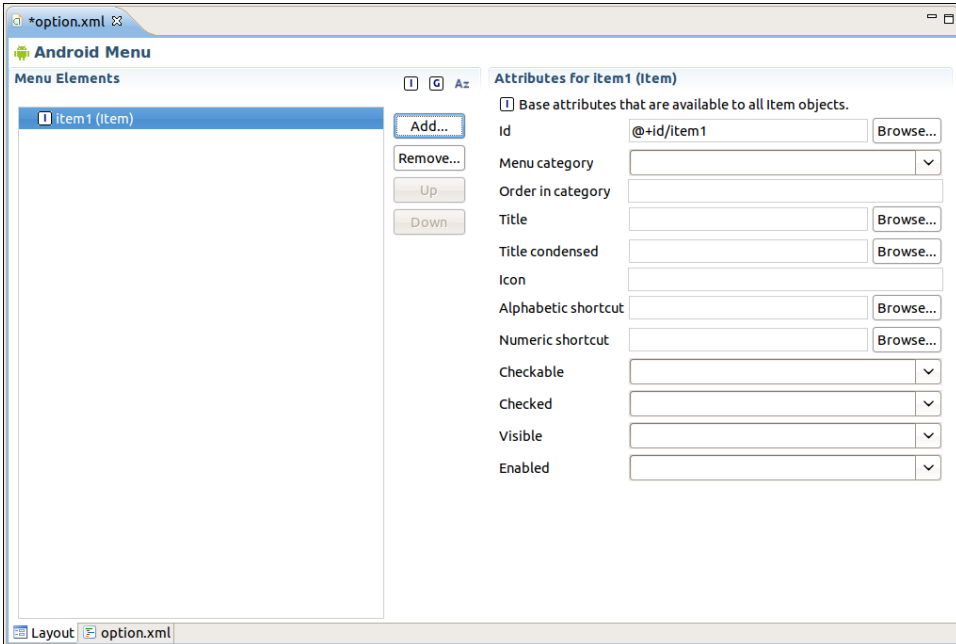 *option.xml
Android Menu
Menu Elements
I G Az
item1 (Item)
Add...
Remove...
Up
Down
Attributes for item1 (Item)
Base attributes that are available to all Item objects.
Id @+id/item1 Browse...
Menu category
Order in category
Title Browse...
Title condensed Browse...
Icon
Alphabetic shortcut Browse...
Numeric shortcut Browse...
Checkable
Checked
Visible
Enabled
Layout option.xml